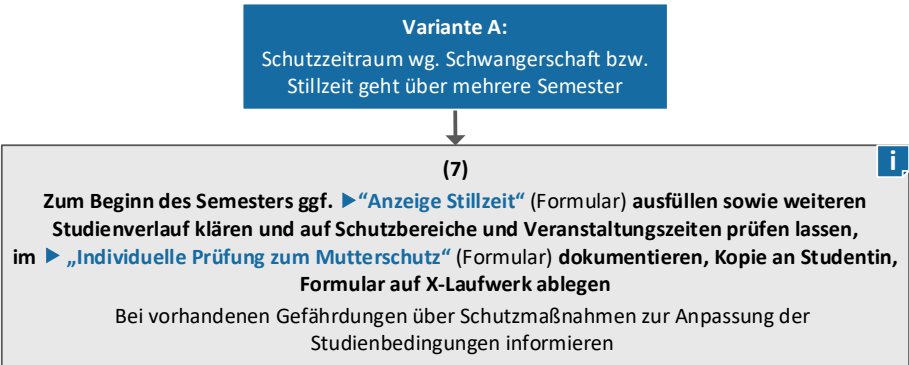 Variante A:
Schutzzeitraum wg. Schwangerschaft bzw.
Stillzeit geht über mehrere Semester
i
(7)
Zum Beginn des Semesters ggf. ▶“Anzeige Stillzeit“ (Formular) ausfüllen sowie weiteren
Studienverlauf klären und auf Schutzbereiche und Veranstaltungszeiten prüfen lassen,
im ▶ „Individuelle Prüfung zum Mutterschutz“ (Formular) dokumentieren, Kopie an Studentin,
Formular auf X-Laufwerk ablegen
Bei vorhandenen Gefährdungen über Schutzmaßnahmen zur Anpassung der
Studienbedingungen informieren